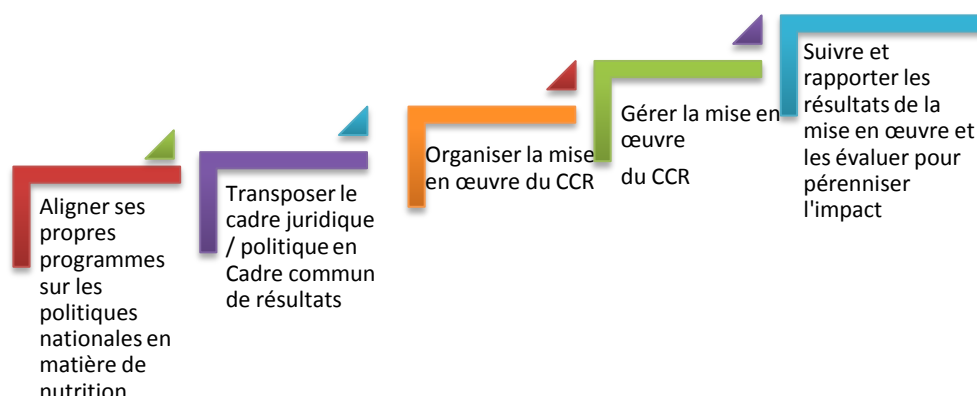 Aligner ses
propres
programmes
sur les
politiques
nationales en
matière de
nutrition
Transposer le
cadre juridique
/ politique en
Cadre commun
de résultats
Organiser la mise
en œuvre du CCR
Gérer la mise en
œuvre
du CCR
Suivre et
rapporter les
résultats de la
mise en œuvre et
les évaluer pour
pérenniser
l'impact